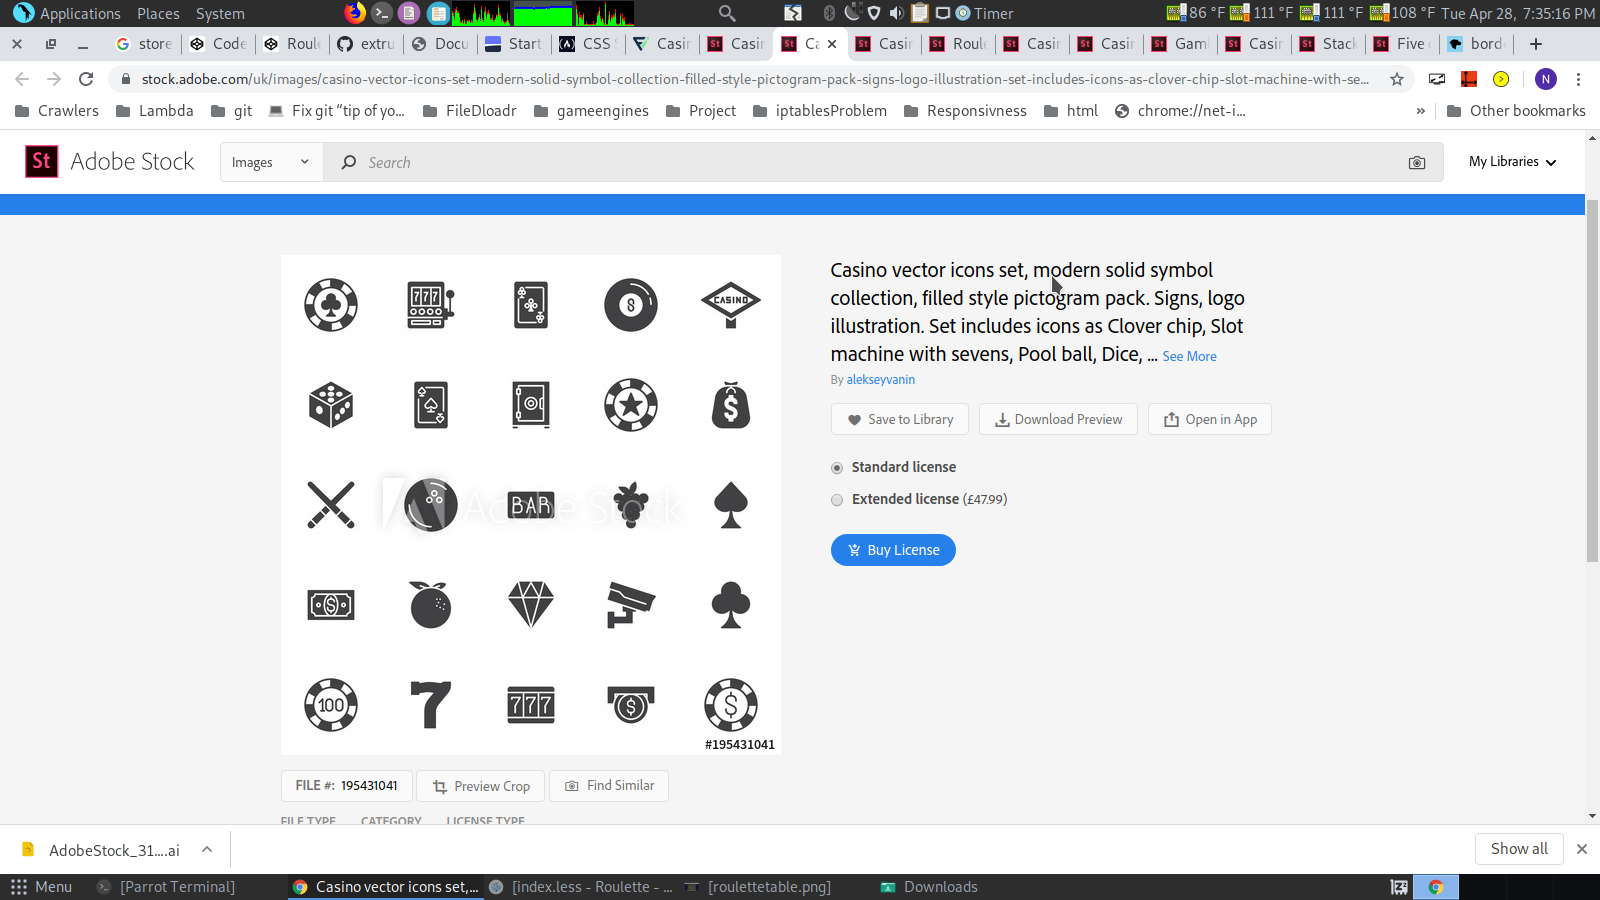 Applications Places System Timer 86 °F 111 °F 111 °F 108 °F Tue Apr 28, 7:35:16 PM
store Code Roule extru Docu Start CSS Casir Casir Ca Casir Roule Casir Casir Gam Casir Stack Five bord
stock.adobe.com/uk/images/casino-vector-icons-set-modern-solid-symbol-collection-filled-style-pictogram-pack-signs-logo-illustration-set-includes-icons-as-clover-chip-slot-machine-with-se... N
Crawlers Lambda git Fix git “tip of yo... FileDloadr gameengines Project iptablesProblem Responsivness html chrome://net-i... » Other bookmarks
St Adobe Stock Images Search My Libraries
Casino vector icons set, modern solid symbol
collection, filled style pictogram pack. Signs, logo
illustration. Set includes icons as Clover chip, Slot
machine with sevens, Pool ball, Dice, ... See More
By alekseyvanin
Save to Library Download Preview Open in App
Standard license
Extended license (£47.99)
Buy License
777 8 CASINO
$
BAR
Adobe Stock
$
100 7 777 $ $
#195431041
FILE #: 195431041 Preview Crop Find Similar
FILE TYPE CATEGORY LICENSE TYPE
AdobeStock_31....ai Show all
Menu [Parrot Terminal] Casino vector icons set,... [index.less - Roulette - ... [roulettetable.png] Downloads